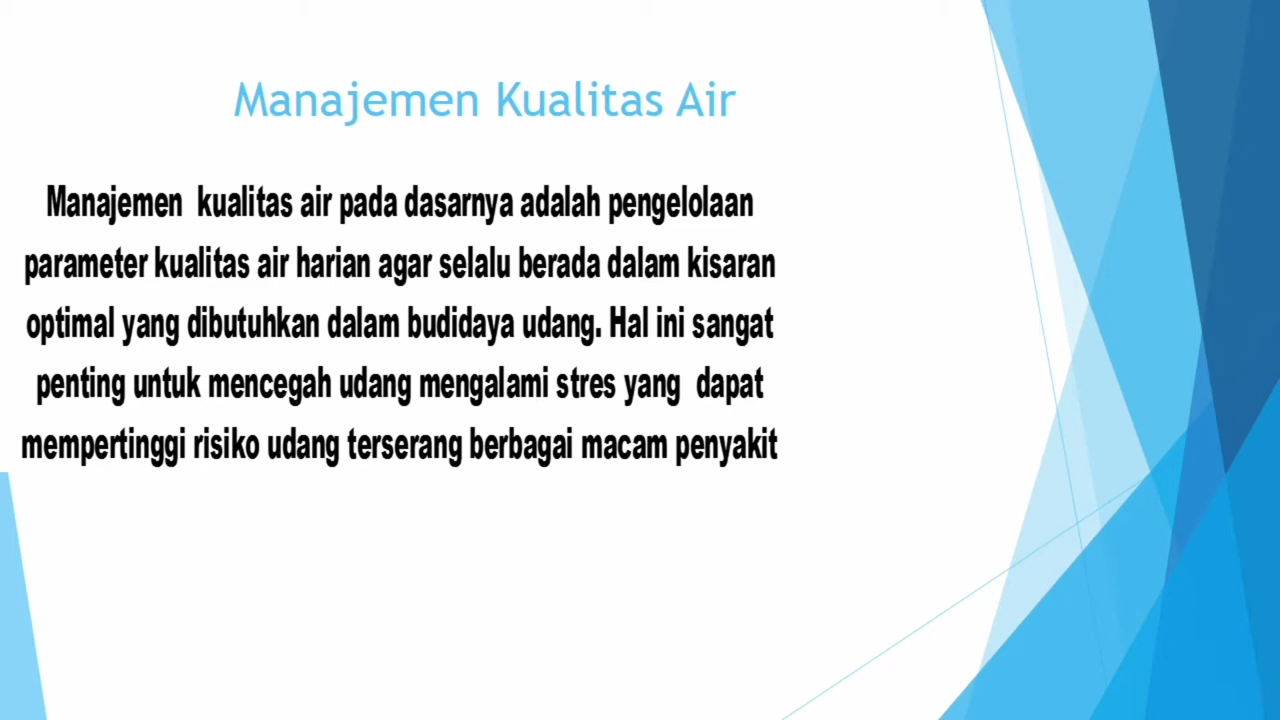 Manajemen Kualitas Air
Manajemen kualitas air pada dasarnya adalah pengelolaan
parameter kualitas air harian agar selalu berada dalam kisaran
optimal yang dibutuhkan dalam budidaya udang. Hal ini sangat
penting untuk mencegah udang mengalami stres yang dapat
mempertinggi risiko udang terserang berbagai macam penyakit